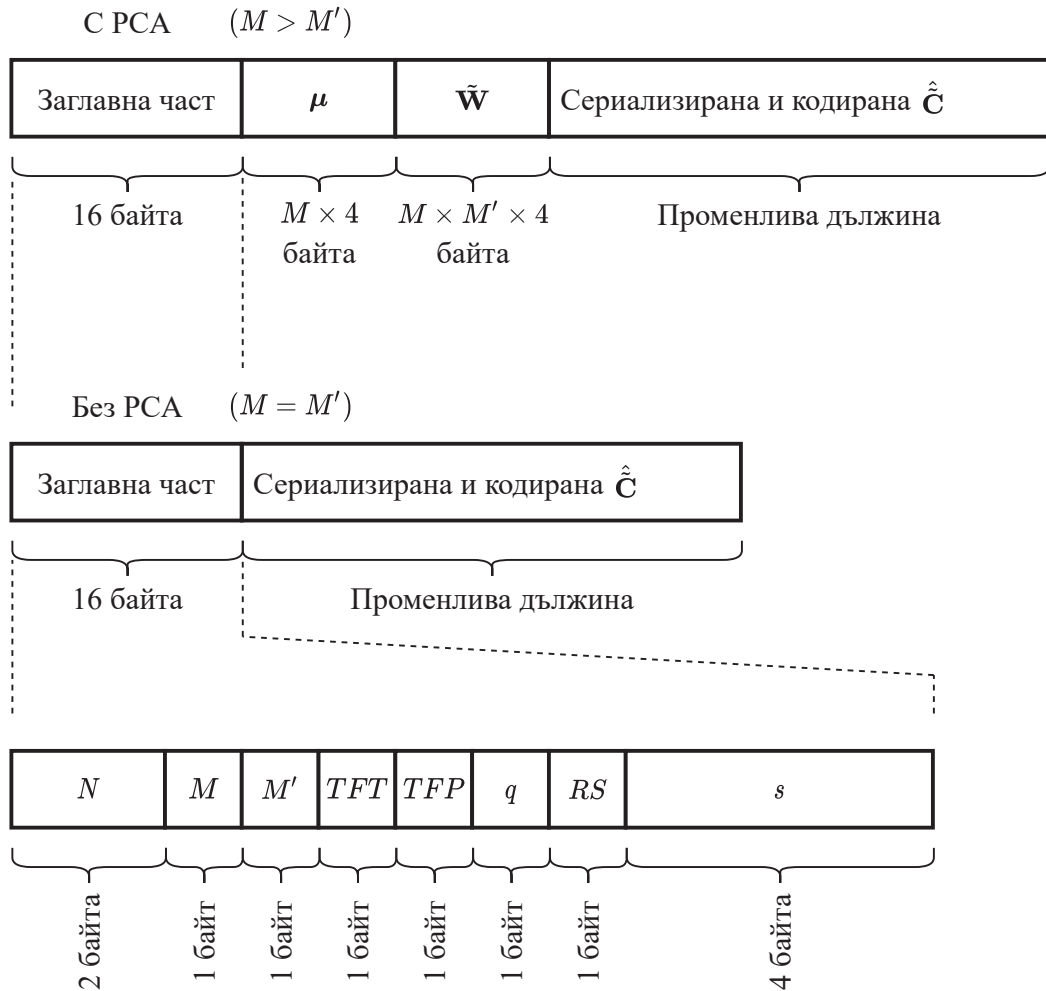 С PCA (M > M′)
Заглавна част μ W̃ Сериализирана и кодирана C̃̂
16 байта M × 4 байта M × M′ × 4 байта Променлива дължина
Без PCA (M = M′)
Заглавна част Сериализирана и кодирана C̃̂
16 байта Променлива дължина
N M M′ TFT TFP q RS s
2 байта 1 байт 1 байт 1 байт 1 байт 1 байт 1 байт 4 байта